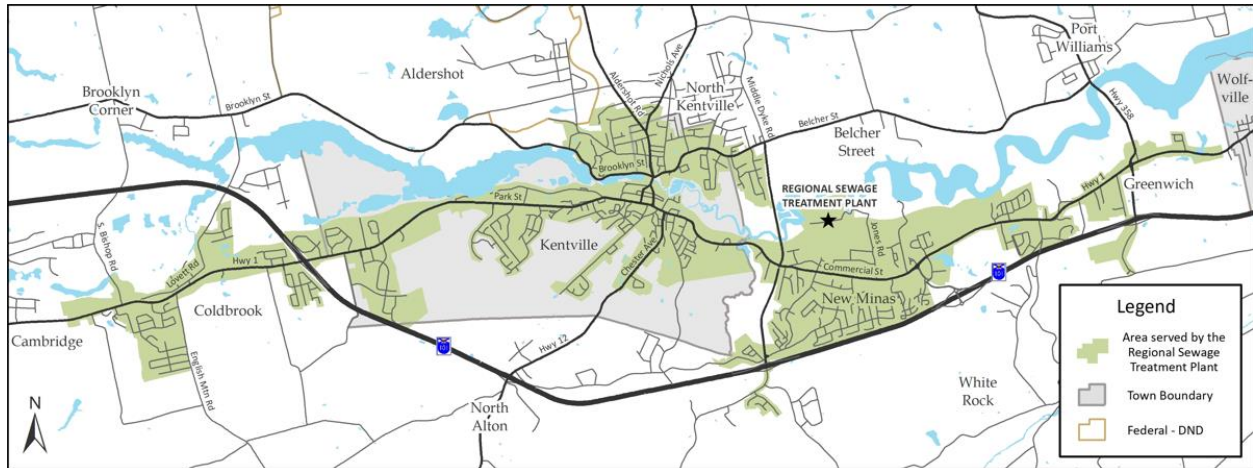 Port
Williams
Aldershot
Wolf-
ville
Brooklyn
Corner
Brooklyn St
Aldershot Rd
Nichols Ave
North
Kentville
Middle Dyke Rd
Belcher St
Belcher
Street
Hwy 358
Brooklyn St
Hwy 1
Greenwich
REGIONAL SEWAGE
TREATMENT PLANT
Park St
Jones Rd
Kentville
Chester Ave
S. Bishop Rd
Lovett Rd
Hwy 1
Commercial St
101
New Minas
Coldbrook
Cambridge
English Mtn Rd
101
Hwy 12
North
Alton
White
Rock
N
Legend
Area served by the
Regional Sewage
Treatment Plant
Town Boundary
Federal - DND